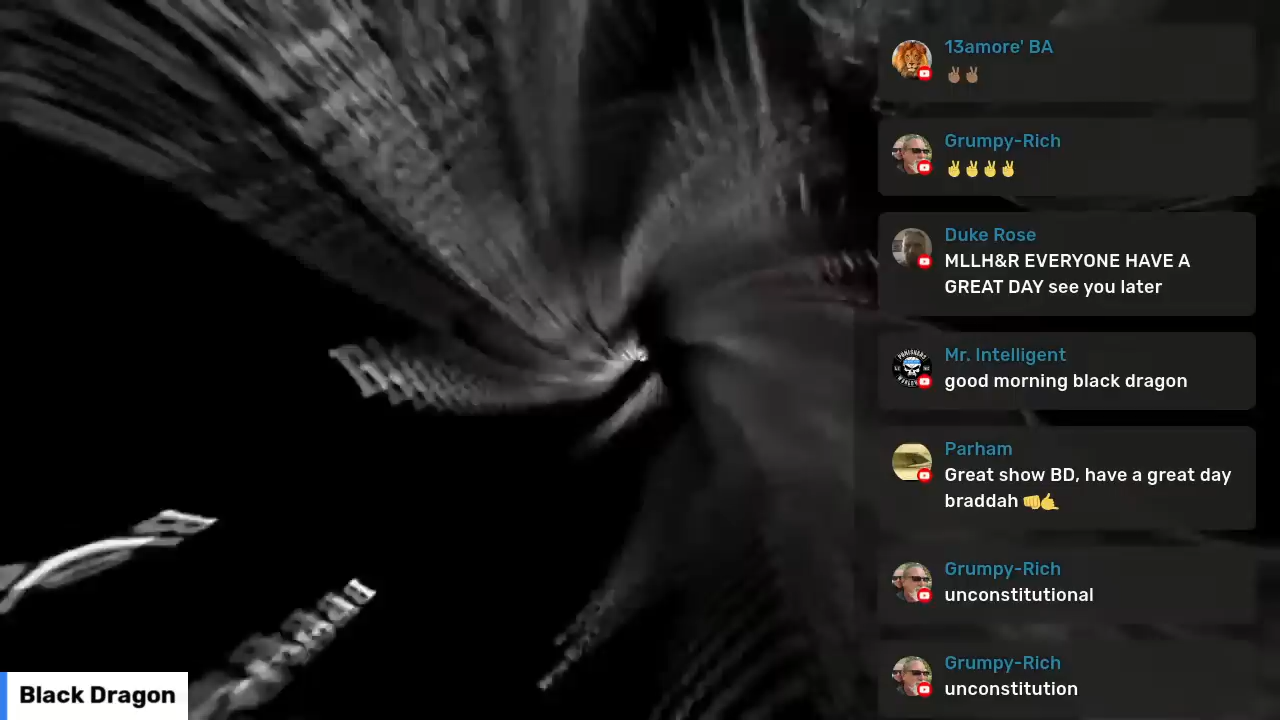 13amore' BA
✌🏽✌🏽
Grumpy-Rich
✌✌✌✌
Duke Rose
MLLH&R EVERYONE HAVE A
GREAT DAY see you later
Mr. Intelligent
good morning black dragon
Parham
Great show BD, have a great day
braddah 👊🤙
Grumpy-Rich
unconstitutional
Grumpy-Rich
unconstitution
Black Dragon